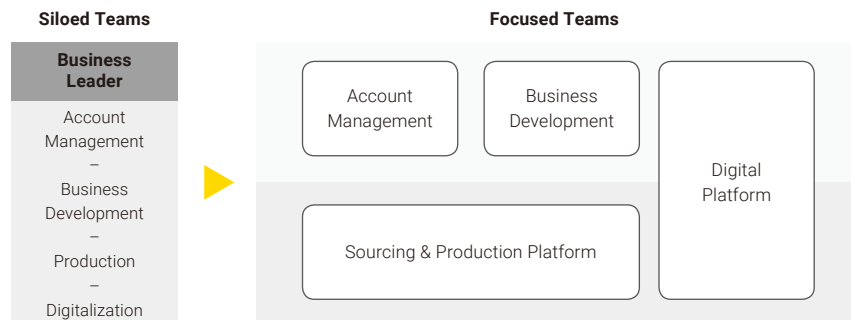 Siloed Teams
Business
Leader
Account
Management
–
Business
Development
–
Production
–
Digitalization
Focused Teams
Account
Management
Business
Development
Digital
Platform
Sourcing & Production Platform